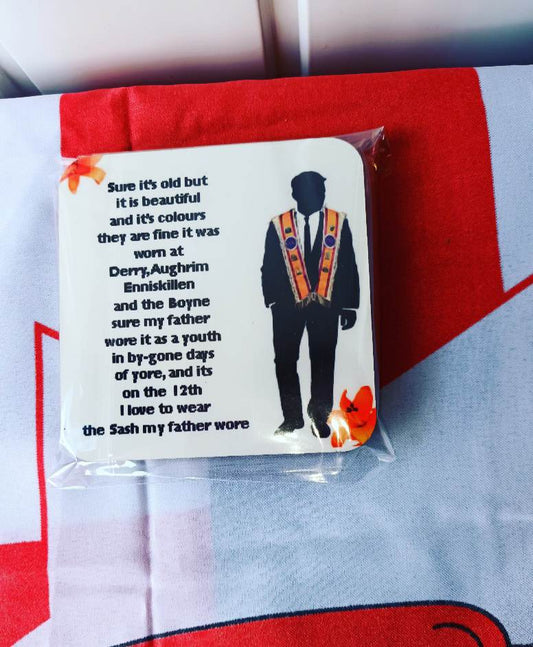 Sure it's old but
it is beautiful
and it's colours
they are fine it was
worn at
Derry,Aughrim
Enniskillen
and the Boyne
sure my father
wore it as a youth
in by-gone days
of yore, and its
on the 12th
I love to wear
the Sash my father wore